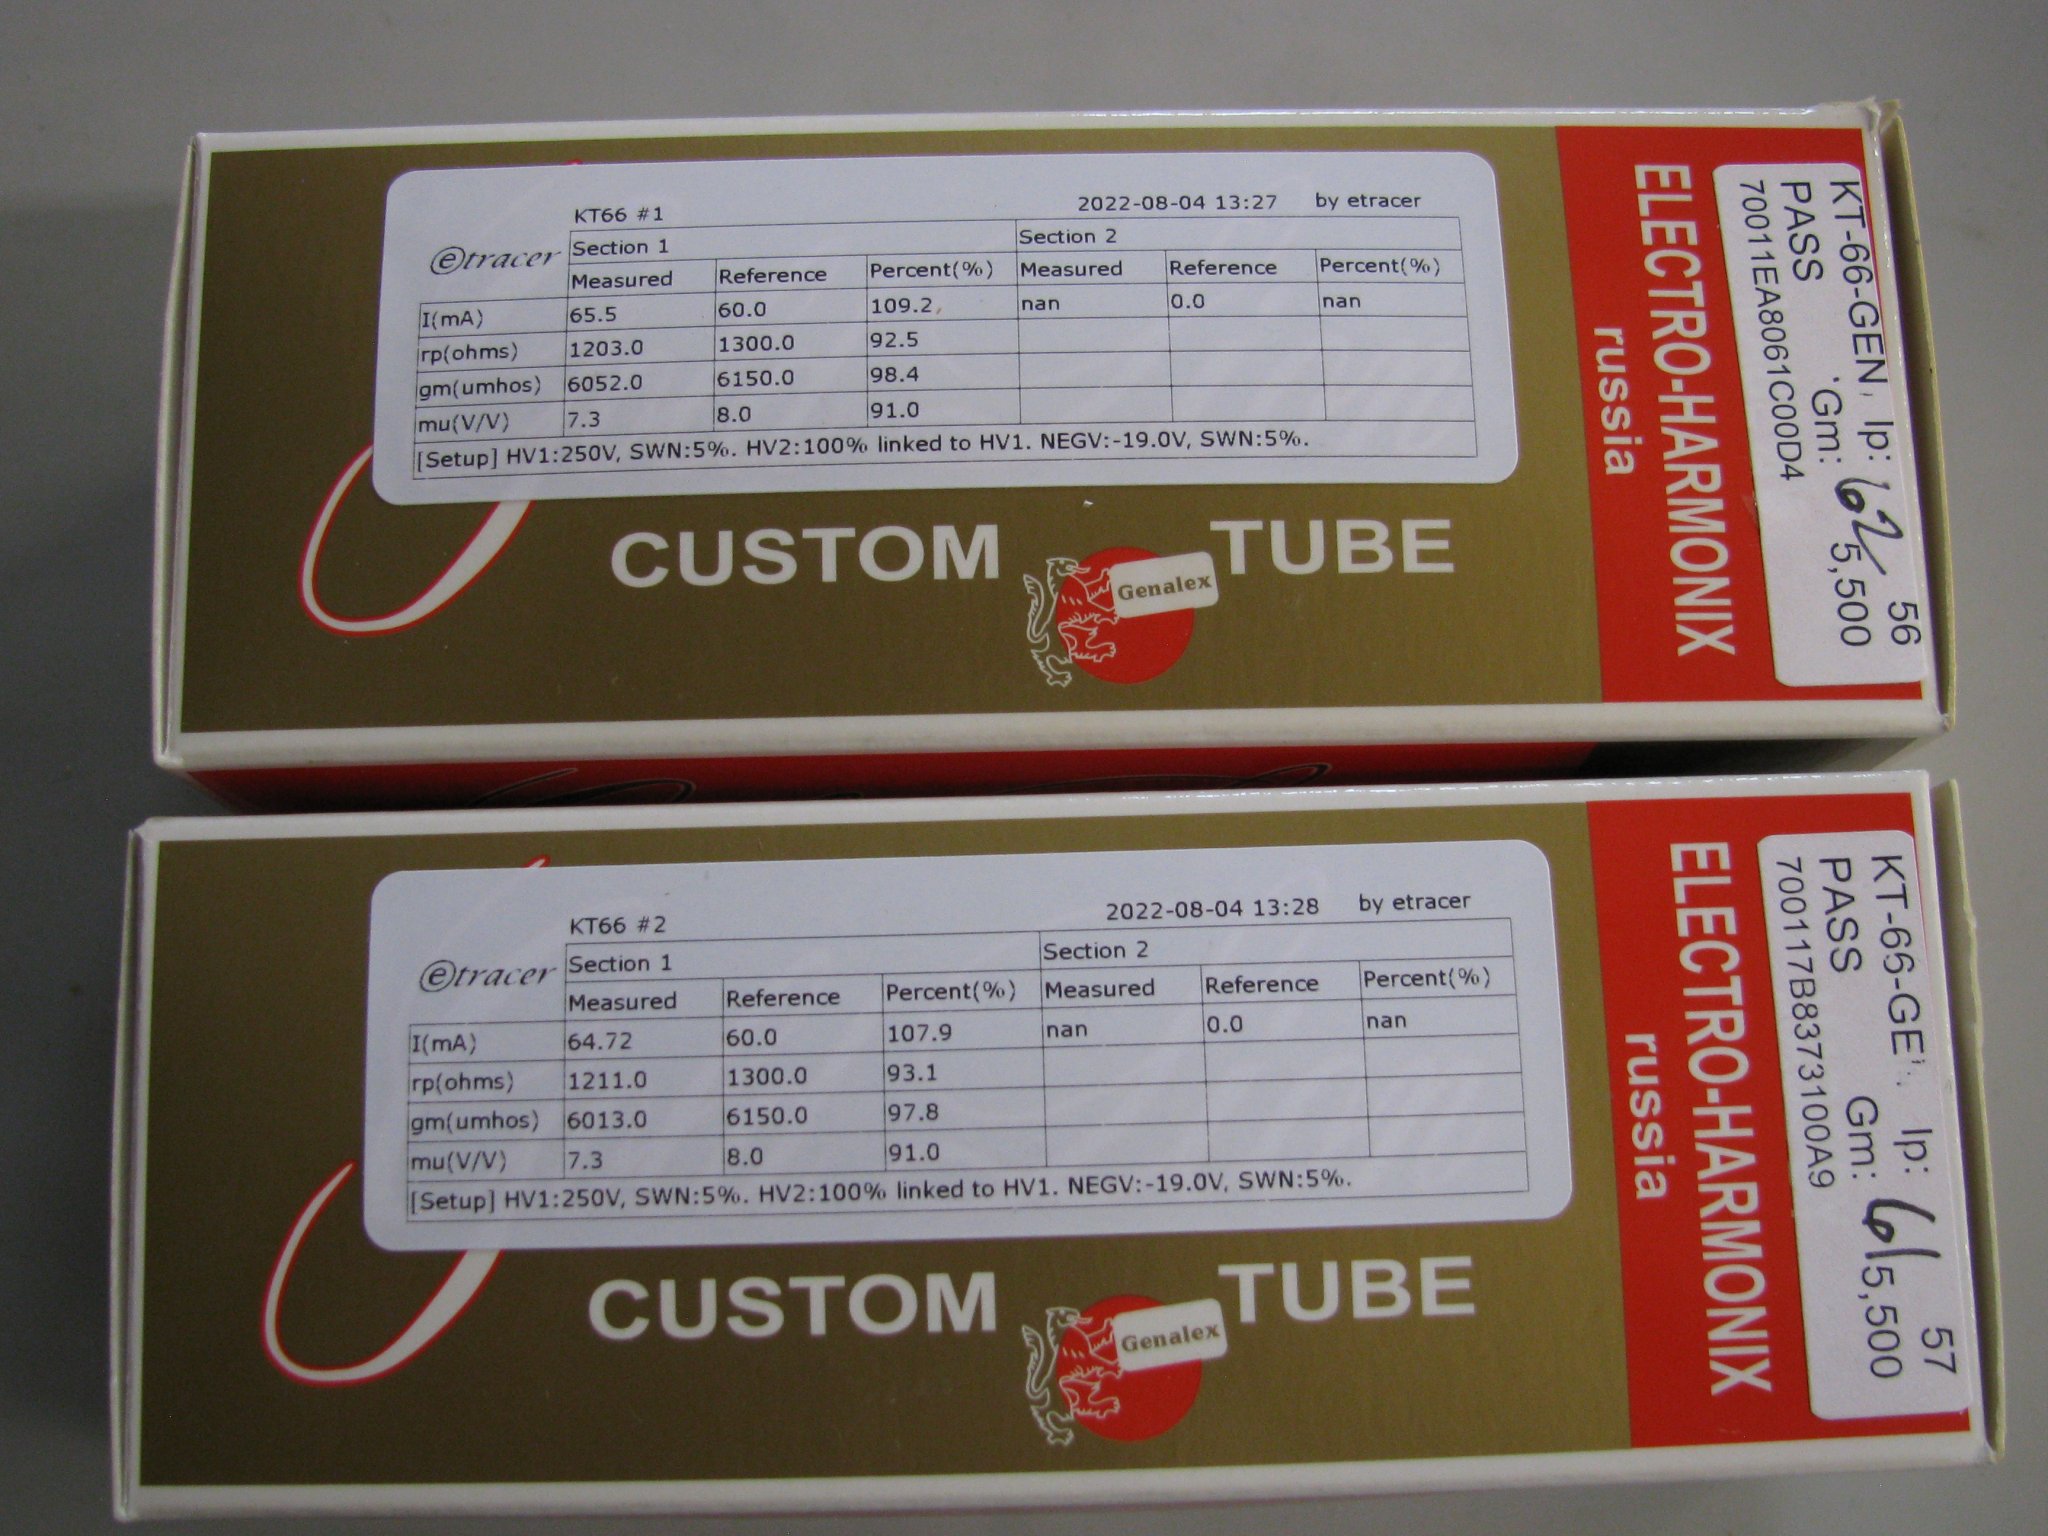 KT66 #1 2022-08-04 13:27 by etracer
etracer Section 1 Section 2
Measured Reference Percent(%) Measured Reference Percent(%)
I(mA) 65.5 60.0 109.2 nan 0.0 nan
rp(ohms) 1203.0 1300.0 92.5
gm(umhos) 6052.0 6150.0 98.4
mu(V/V) 7.3 8.0 91.0
[Setup] HV1:250V, SWN:5%. HV2:100% linked to HV1. NEGV:-19.0V, SWN:5%.
CUSTOM TUBE
Genalex
ELECTRO-HARMONIX
russia
KT-66-GEN Ip: 56
PASS Gm: 5,500
62
70011EA8061C00D4
KT66 #2 2022-08-04 13:28 by etracer
etracer Section 1 Section 2
Measured Reference Percent(%) Measured Reference Percent(%)
I(mA) 64.72 60.0 107.9 nan 0.0 nan
rp(ohms) 1211.0 1300.0 93.1
gm(umhos) 6013.0 6150.0 97.8
mu(V/V) 7.3 8.0 91.0
[Setup] HV1:250V, SWN:5%. HV2:100% linked to HV1. NEGV:-19.0V, SWN:5%.
CUSTOM TUBE
Genalex
ELECTRO-HARMONIX
russia
Ip: 57
PASS Gm: 5,500
61
700117B8373100A9